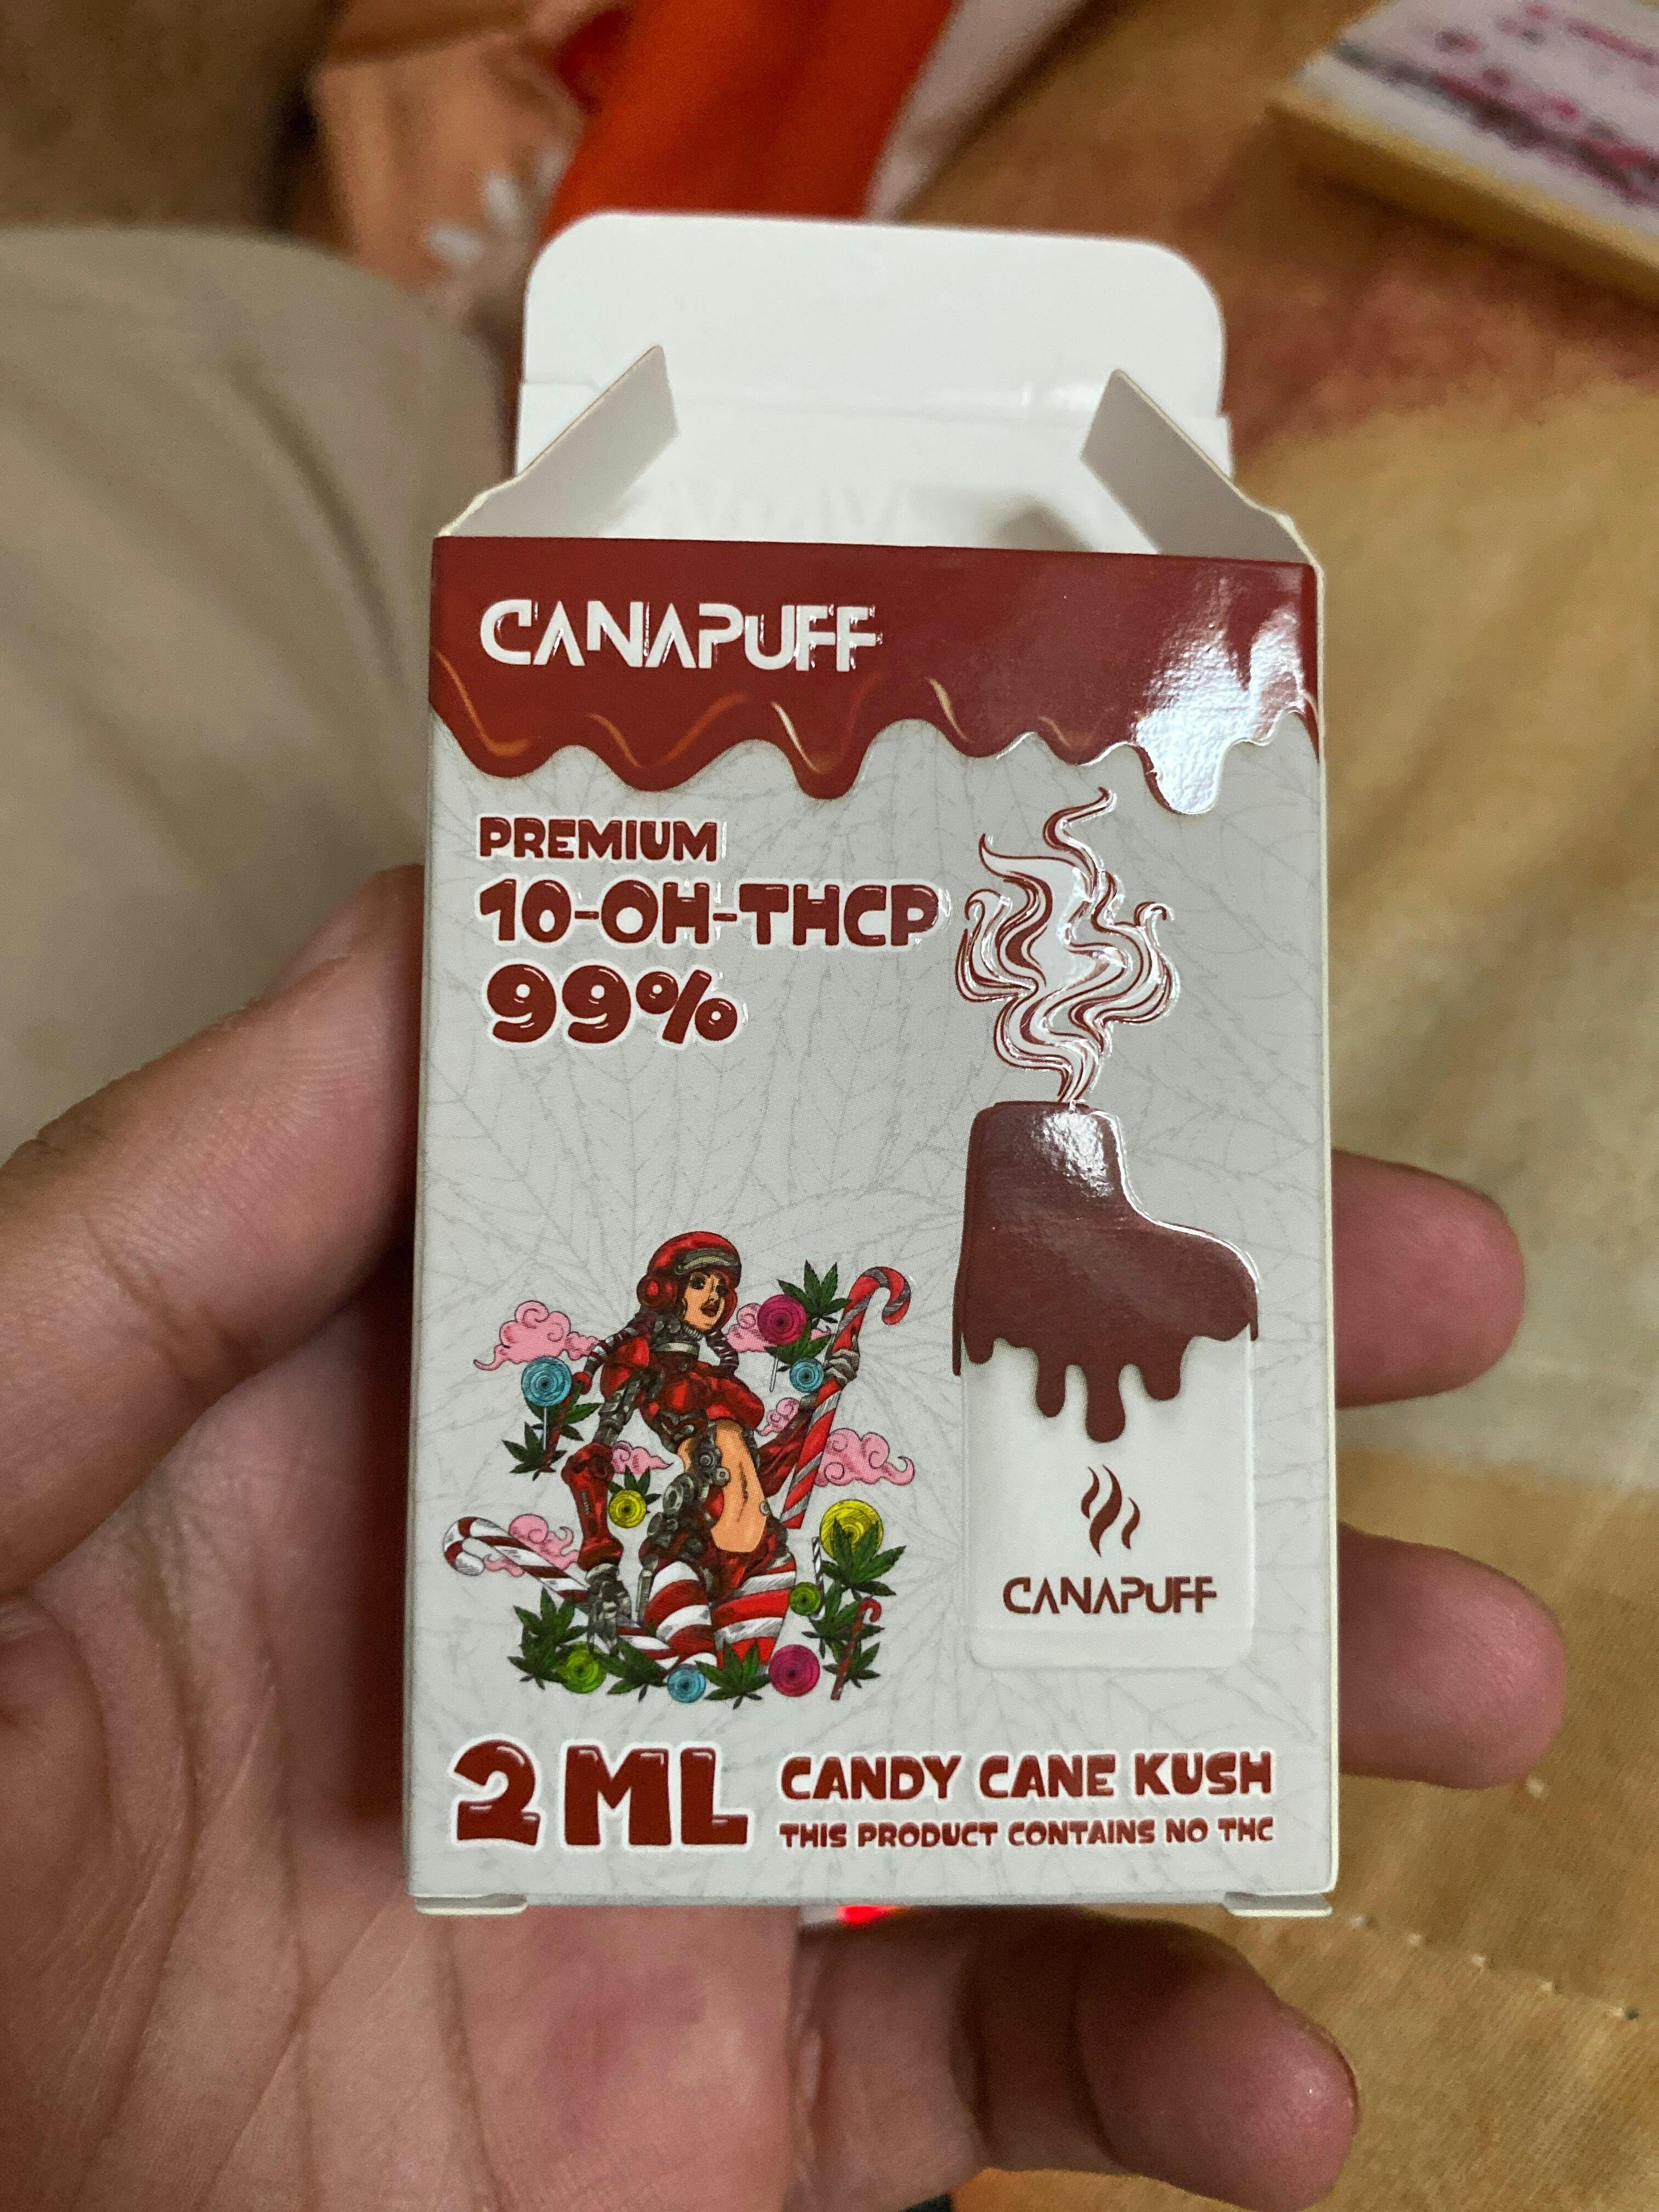 CANAPUFF
PREMIUM
10-OH-THCP
99%
CANAPUFF
2 ML
CANDY CANE KUSH
THIS PRODUCT CONTAINS NO THC